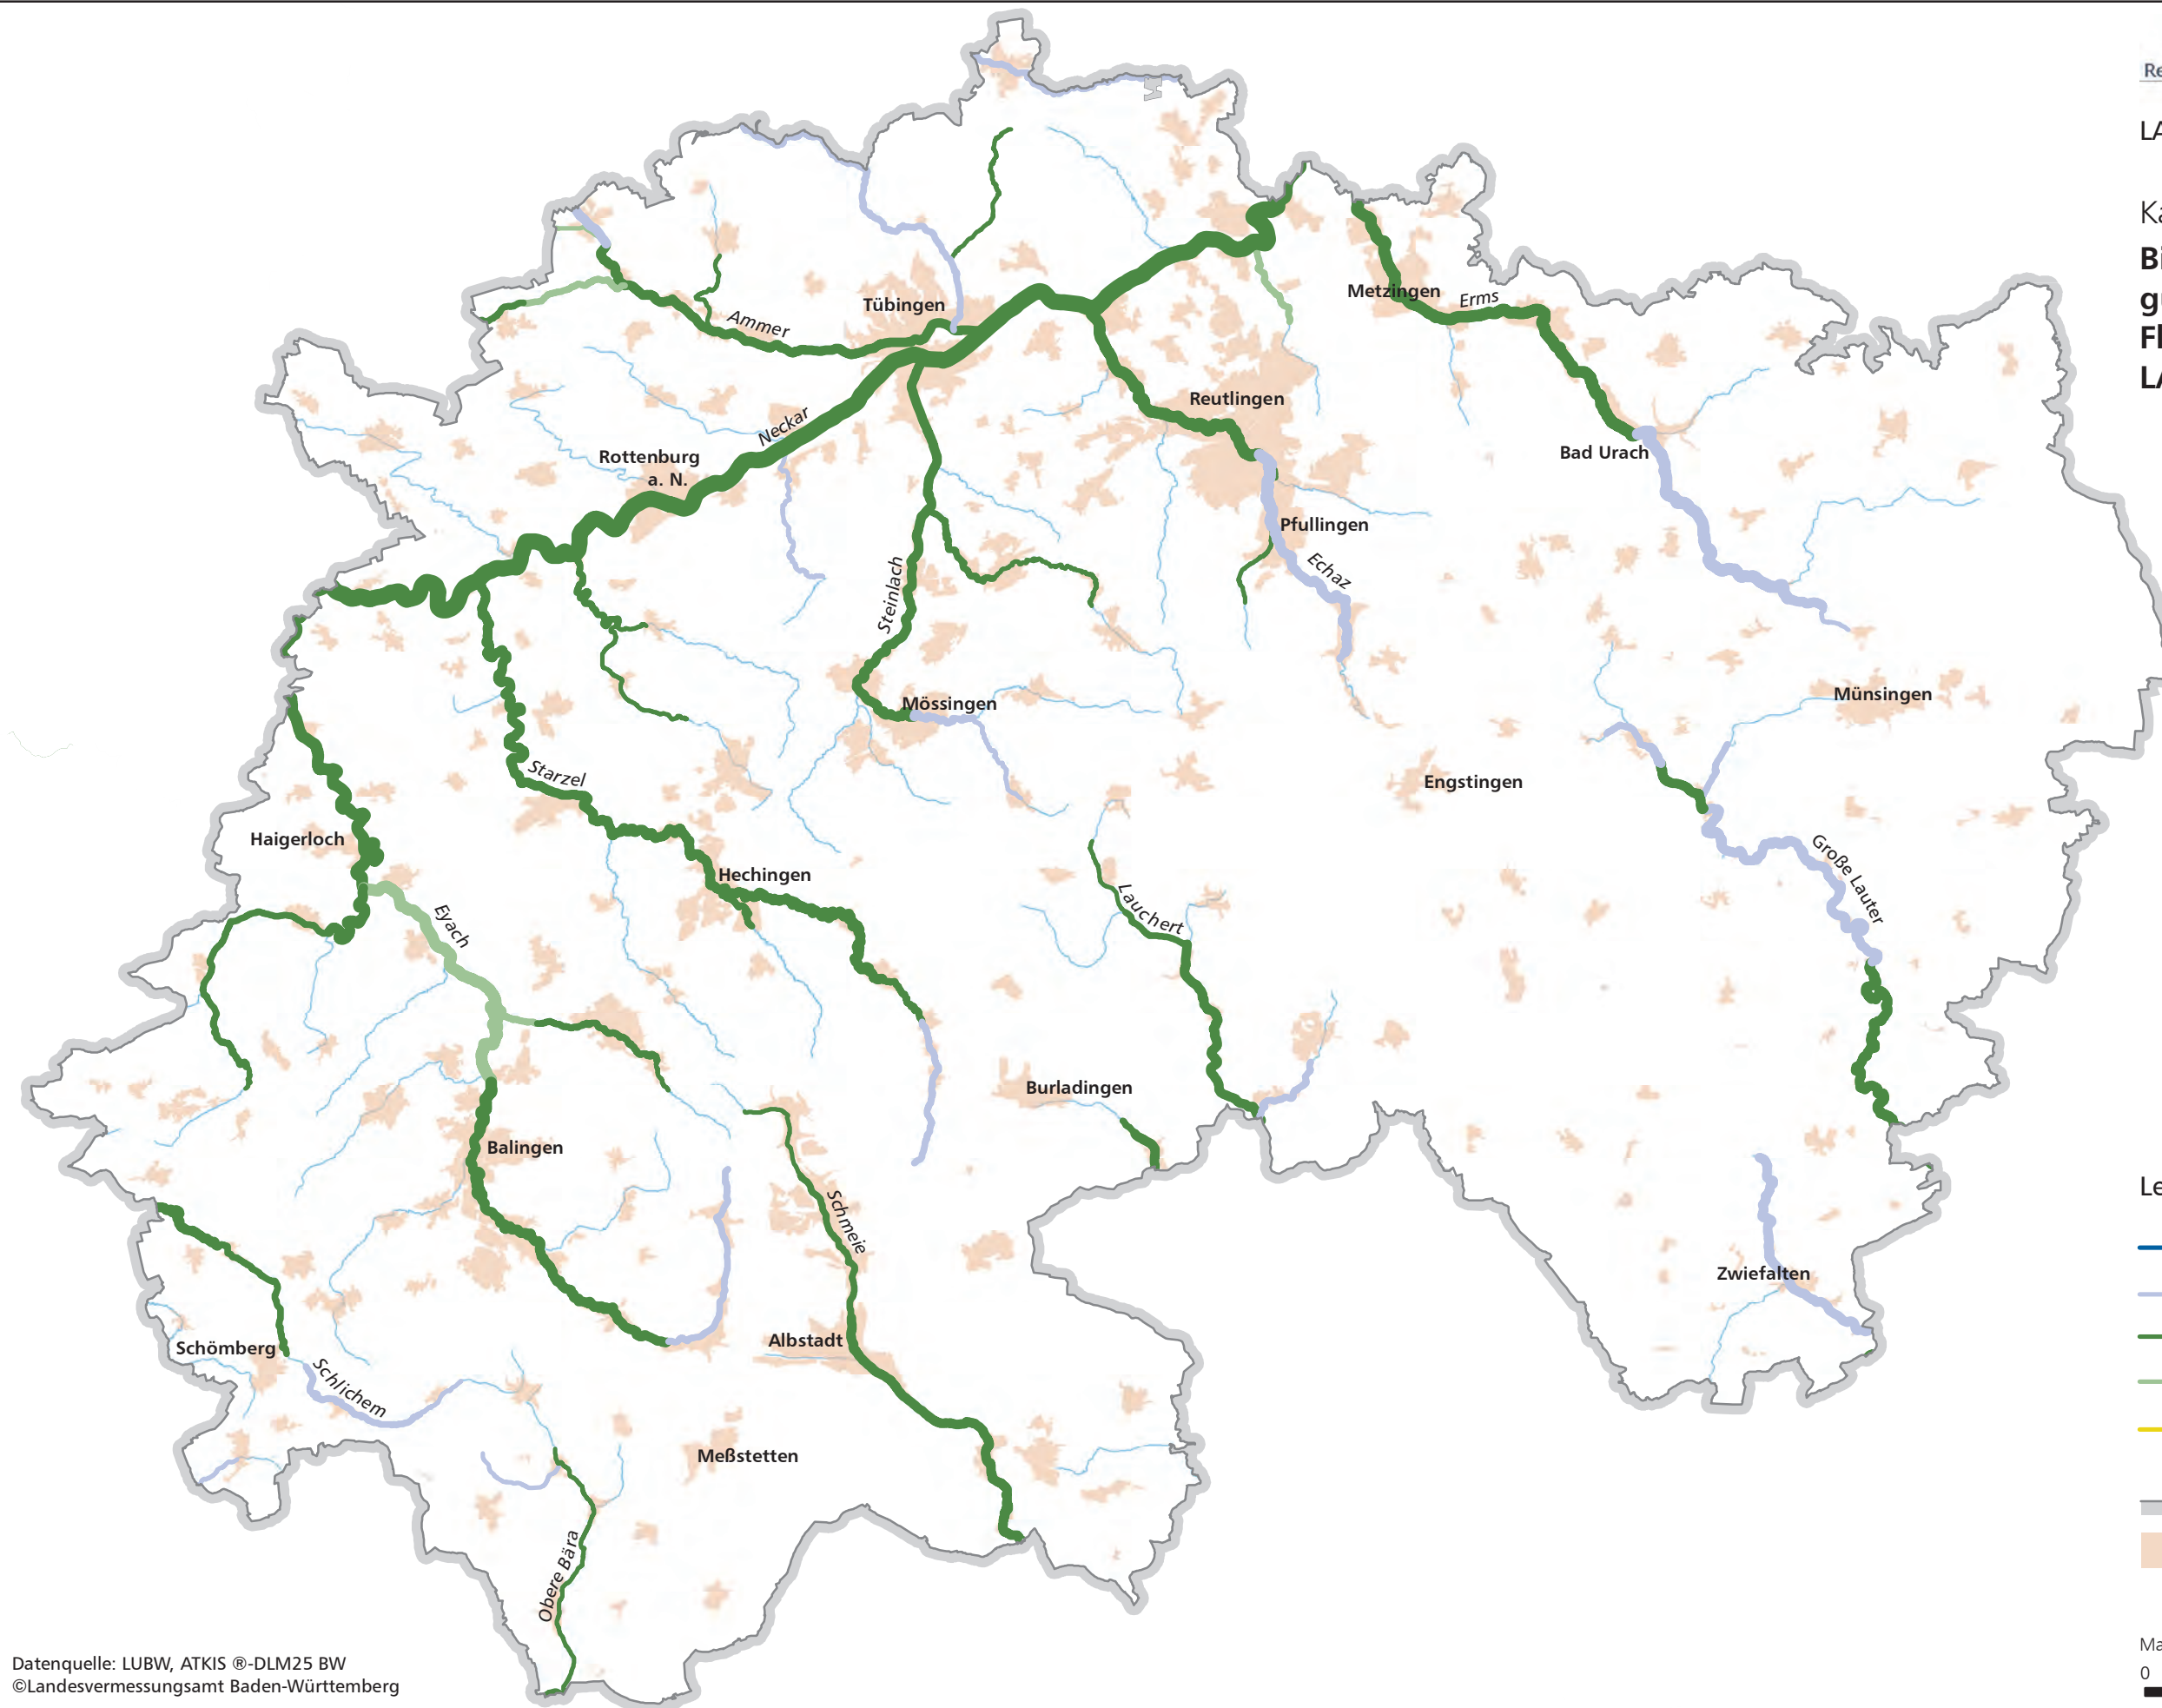 Tübingen
Ammer
Metzingen
Erms
Neckar
Reutlingen
Rottenburg
a. N.
Bad Urach
Pfullingen
Echaz
Steinlach
Mössingen
Münsingen
Starzel
Engstingen
Haigerloch
Große Lauter
Hechingen
Eyach
Lauchert
Burladingen
Balingen
Schmeie
Zwiefalten
Albstadt
Schömberg
Schlichem
Meßstetten
Obere Bära
Datenquelle: LUBW, ATKIS ®-DLM25 BW
©Landesvermessungsamt Baden-Württemberg
0